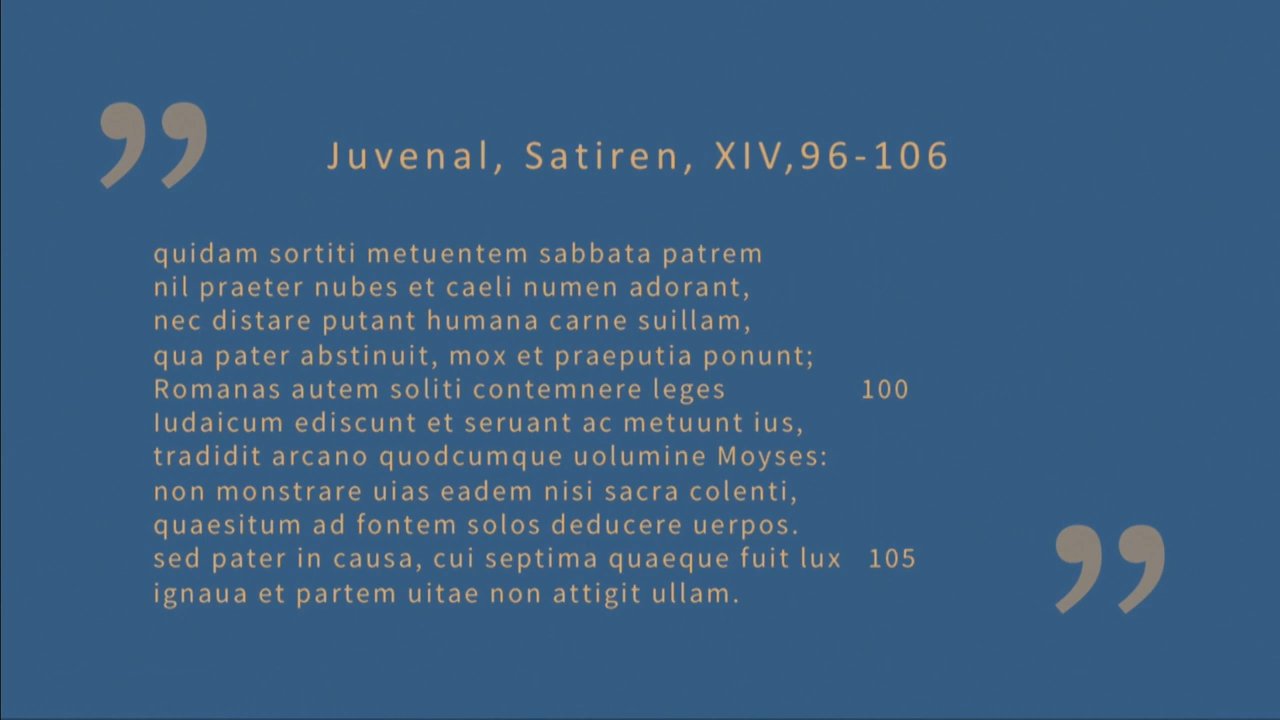 Juvenal, Satiren, XIV,96-106
quidam sortiti metuentem sabbata patrem
nil praeter nubes et caeli numen adorant,
nec distare putant humana carne suillam,
qua pater abstinuit, mox et praeputia ponunt;
Romanas autem soliti contemnere leges 100
Iudaicum ediscunt et seruant ac metuunt ius,
tradidit arcano quodcumque uolumine Moyses:
non monstrare uias eadem nisi sacra colenti,
quaesitum ad fontem solos deducere uerpos.
sed pater in causa, cui septima quaeque fuit lux 105
ignaua et partem uitae non attigit ullam.